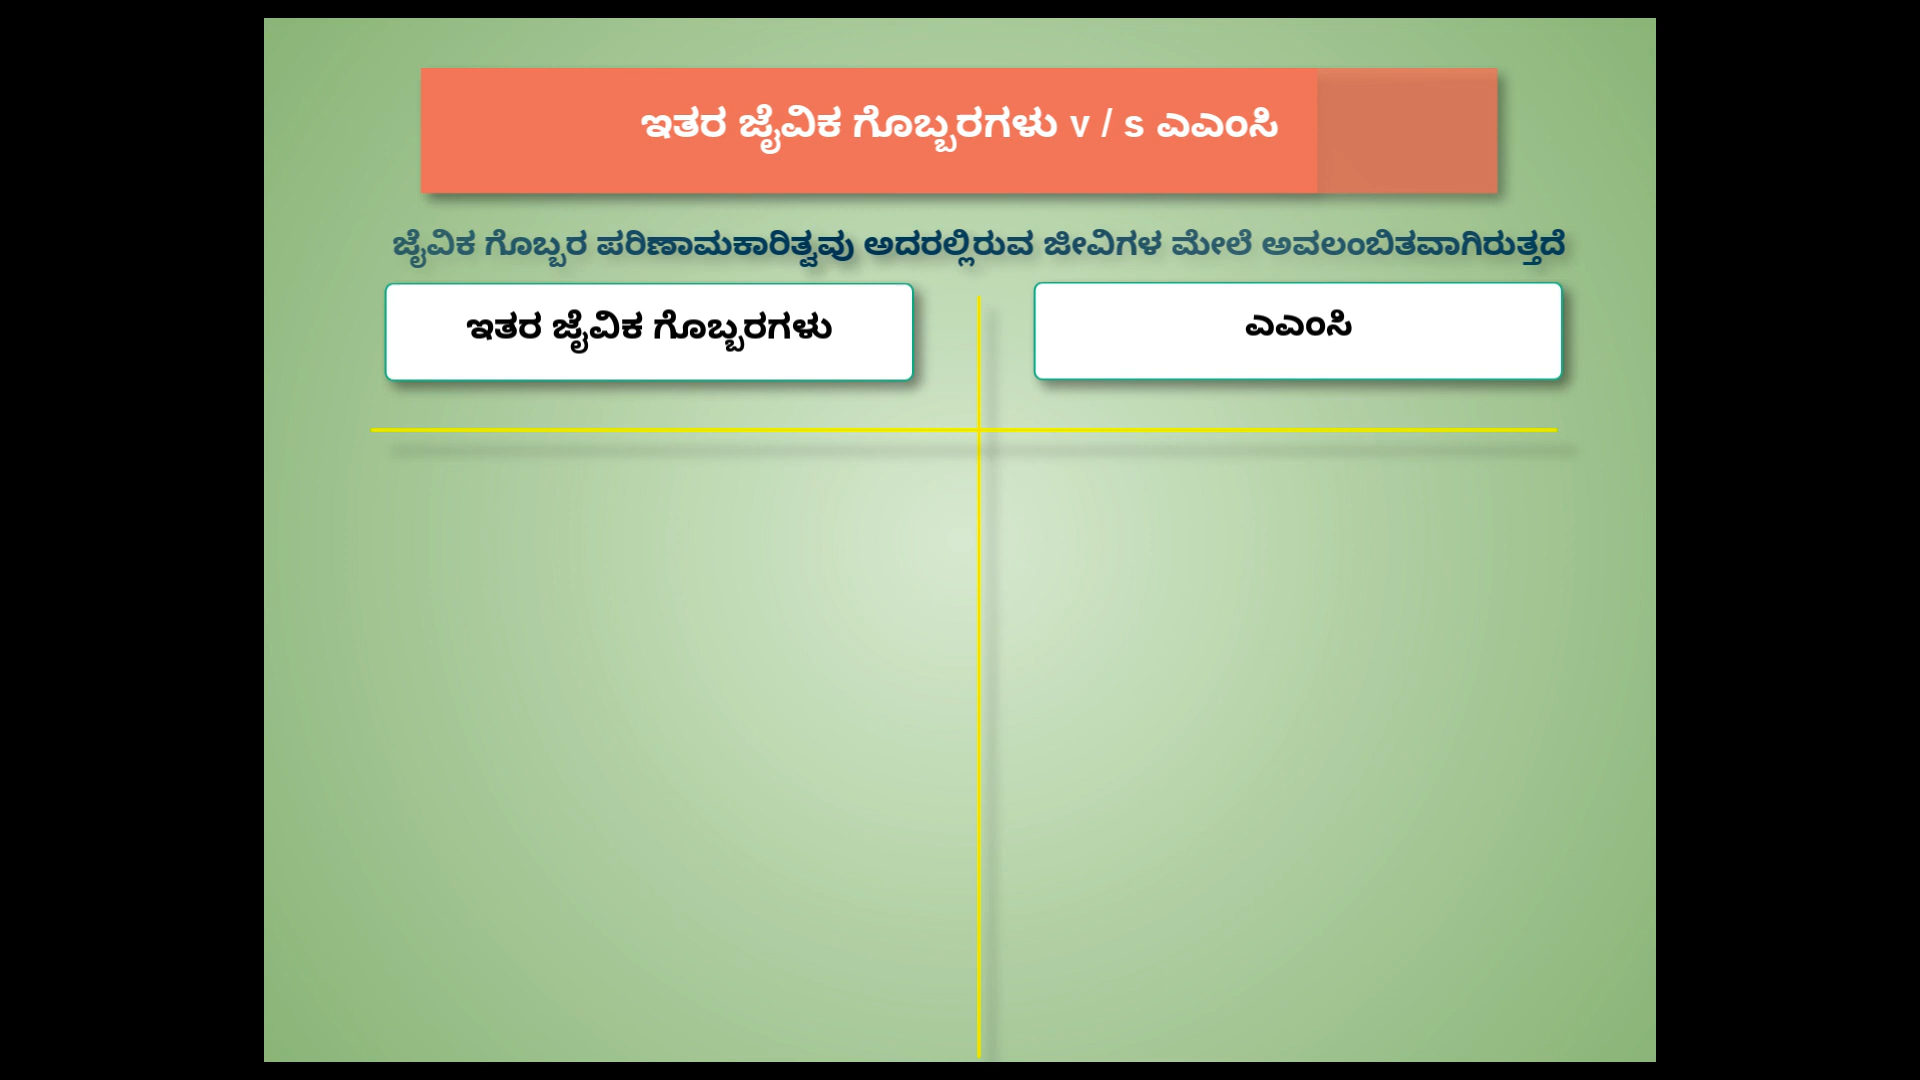 ಇತರ ಜೈವಿಕ ಗೊಬ್ಬರಗಳು v / s ಎಎಂಸಿ
ಜೈವಿಕ ಗೊಬ್ಬರ ಪರಿಣಾಮಕಾರಿತ್ವವು ಅದರಲ್ಲಿರುವ ಜೀವಿಗಳ ಮೇಲೆ ಅವಲಂಬಿತವಾಗಿರುತ್ತದೆ
ಇತರ ಜೈವಿಕ ಗೊಬ್ಬರಗಳು
ಎಎಂಸಿ